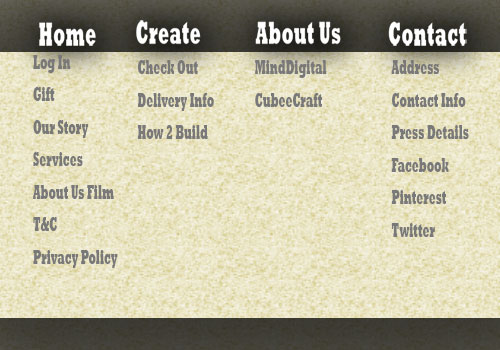 Home
Log In
Gift
Our Story
Services
About Us Film
T&C
Privacy Policy
Create
Check Out
Delivery Info
How 2 Build
About Us
MindDigital
CubeeCraft
Contact
Address
Contact Info
Press Details
Facebook
Pinterest
Twitter